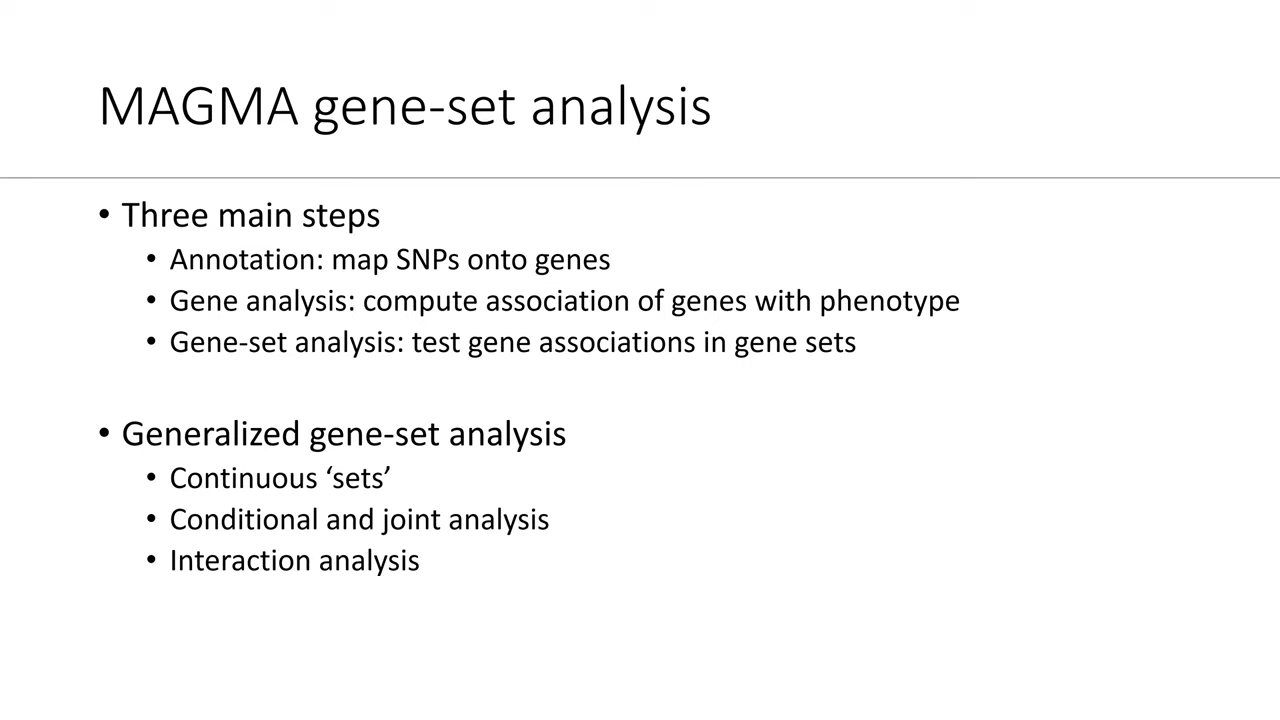 MAGMA gene-set analysis
• Three main steps
• Annotation: map SNPs onto genes
• Gene analysis: compute association of genes with phenotype
• Gene-set analysis: test gene associations in gene sets
• Generalized gene-set analysis
• Continuous ‘sets’
• Conditional and joint analysis
• Interaction analysis